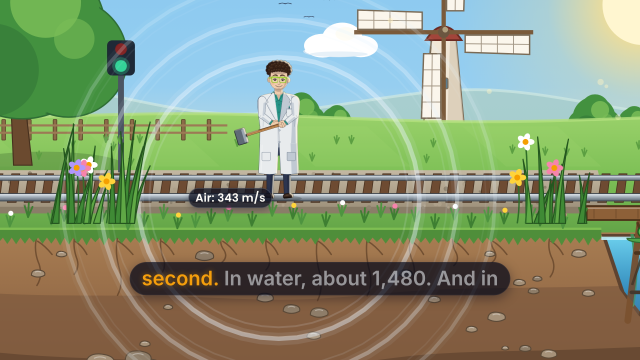 Air: 343 m/s
second. In water, about 1,480. And in